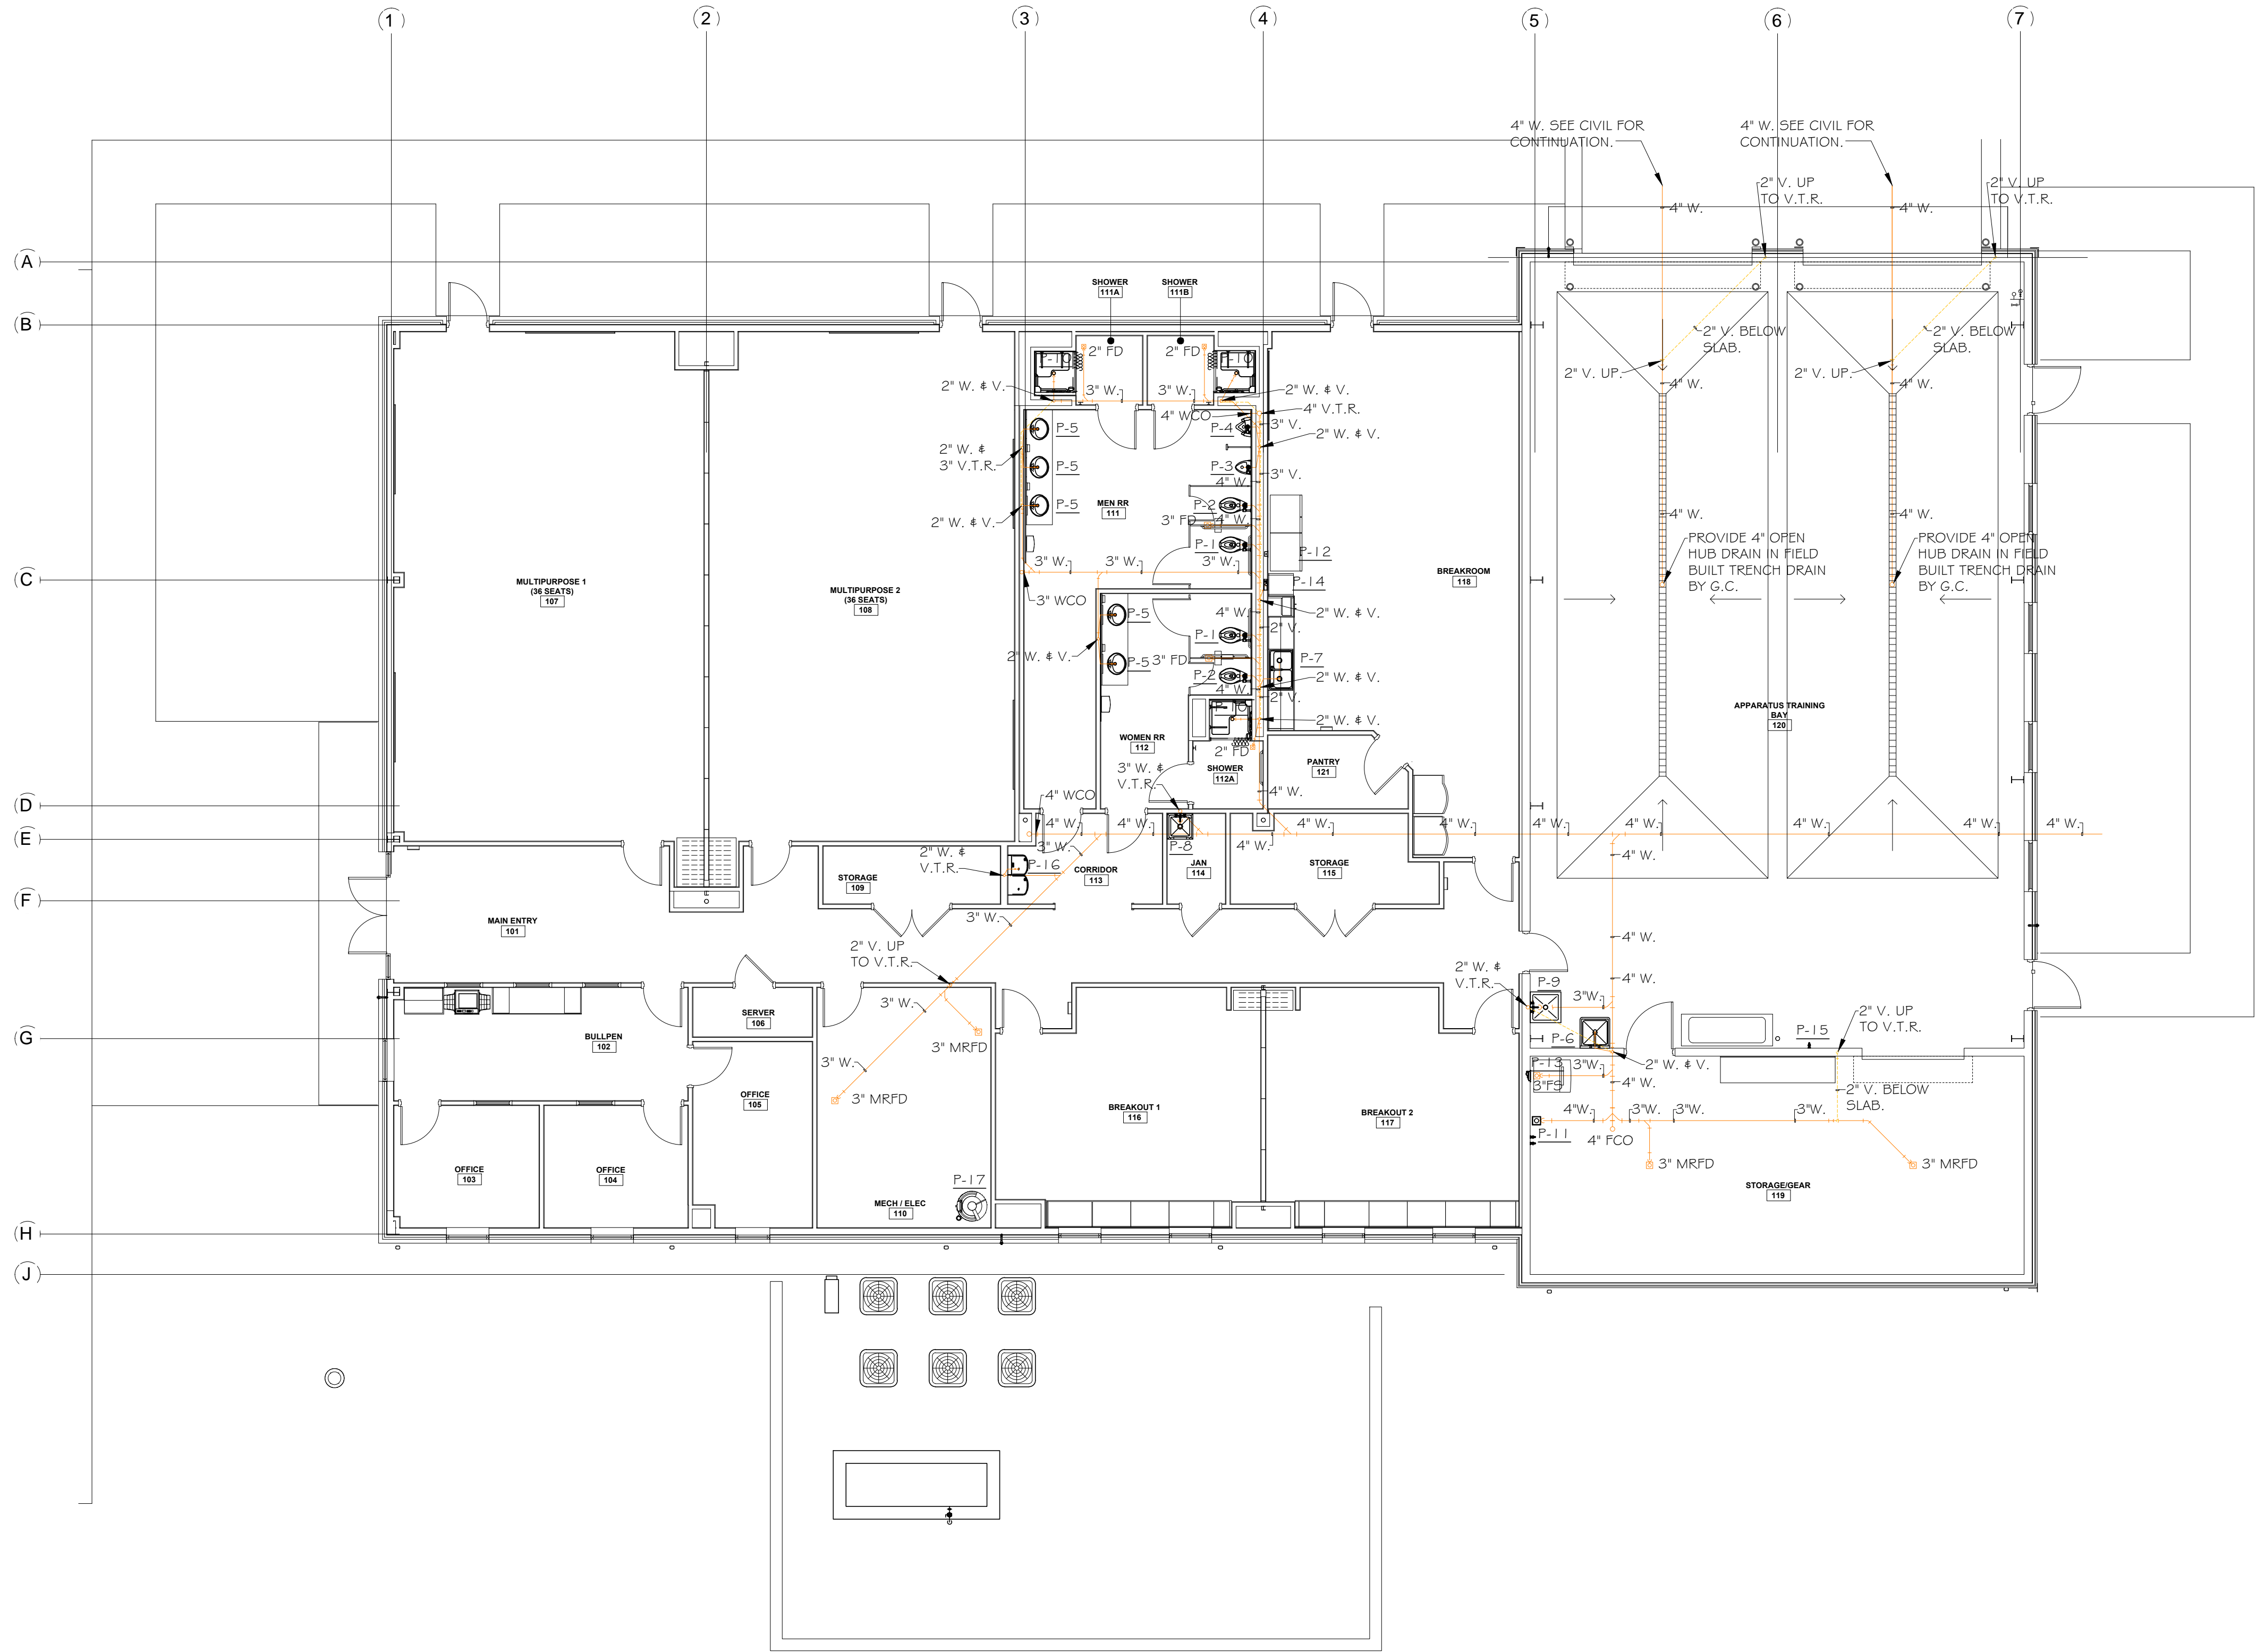 1
2
3
4
5
6
7
4" W. SEE CIVIL FOR
CONTINUATION.
4" W. SEE CIVIL FOR
CONTINUATION.
2" V. UP
TO V.T.R.
2" V. UP
TO V.T.R.
4" W.
4" W.
A
B
SHOWER
111A
SHOWER
111B
2" V. BELOW
SLAB.
2" V. BELOW
SLAB.
P-10
2" FD
2" FD
P-10
2" V. UP.
2" V. UP.
2" W. & V.
3" W.
3" W.
2" W. & V.
4" W.
4" W.
4" WCO
4" V.T.R.
P-5
P-4
3" V.
2" W. & V.
2" W. &
3" V.T.R.
P-5
P-3
3" V.
4" W.
P-5
MEN RR
111
P-2
2" W. & V.
3" FD
4" W.
4" W.
4" W.
P-1
P-12
PROVIDE 4" OPEN
HUB DRAIN IN FIELD
BUILT TRENCH DRAIN
BY G.C.
PROVIDE 4" OPEN
HUB DRAIN IN FIELD
BUILT TRENCH DRAIN
BY G.C.
3" W.
3" W.
3" W.
C
MULTIPURPOSE 1
(36 SEATS)
107
MULTIPURPOSE 2
(36 SEATS)
108
BREAKROOM
118
P-14
3" WCO
P-5
4" W.
2" W. & V.
2" V.
P-1
2" W. & V.
P-5
3" FD
P-7
P-2
2" W. & V.
4" W.
2" V.
2" W. & V.
APPARATUS TRAINING
BAY
120
WOMEN RR
112
2" FD
SHOWER
112A
PANTRY
121
3" W. &
V.T.R.
4" WCO
4" W.
D
E
4" W.
4" W.
4" W.
4" W.
4" W.
4" W.
4" W.
4" W.
4" W.
4" W.
4" W.
3" W.
P-8
4" W.
2" W. &
V.T.R.
P-16
CORRIDOR
113
JAN
114
STORAGE
115
STORAGE
109
F
MAIN ENTRY
101
3" W.
4" W.
2" V. UP
TO V.T.R.
2" W. &
V.T.R.
4" W.
P-9
3" W.
3"W.
SERVER
106
G
BULLPEN
102
3" MRFD
P-6
2" V. UP
TO V.T.R.
P-15
3" W.
P-13
3"FS
3"W.
2" W. & V.
4" W.
2" V. BELOW
SLAB.
OFFICE
105
3" MRFD
BREAKOUT 1
116
BREAKOUT 2
117
4"W.
3"W.
3"W.
3"W.
P-11
4" FCO
3" MRFD
3" MRFD
OFFICE
103
OFFICE
104
P-17
STORAGE/GEAR
119
MECH / ELEC
110
H
J